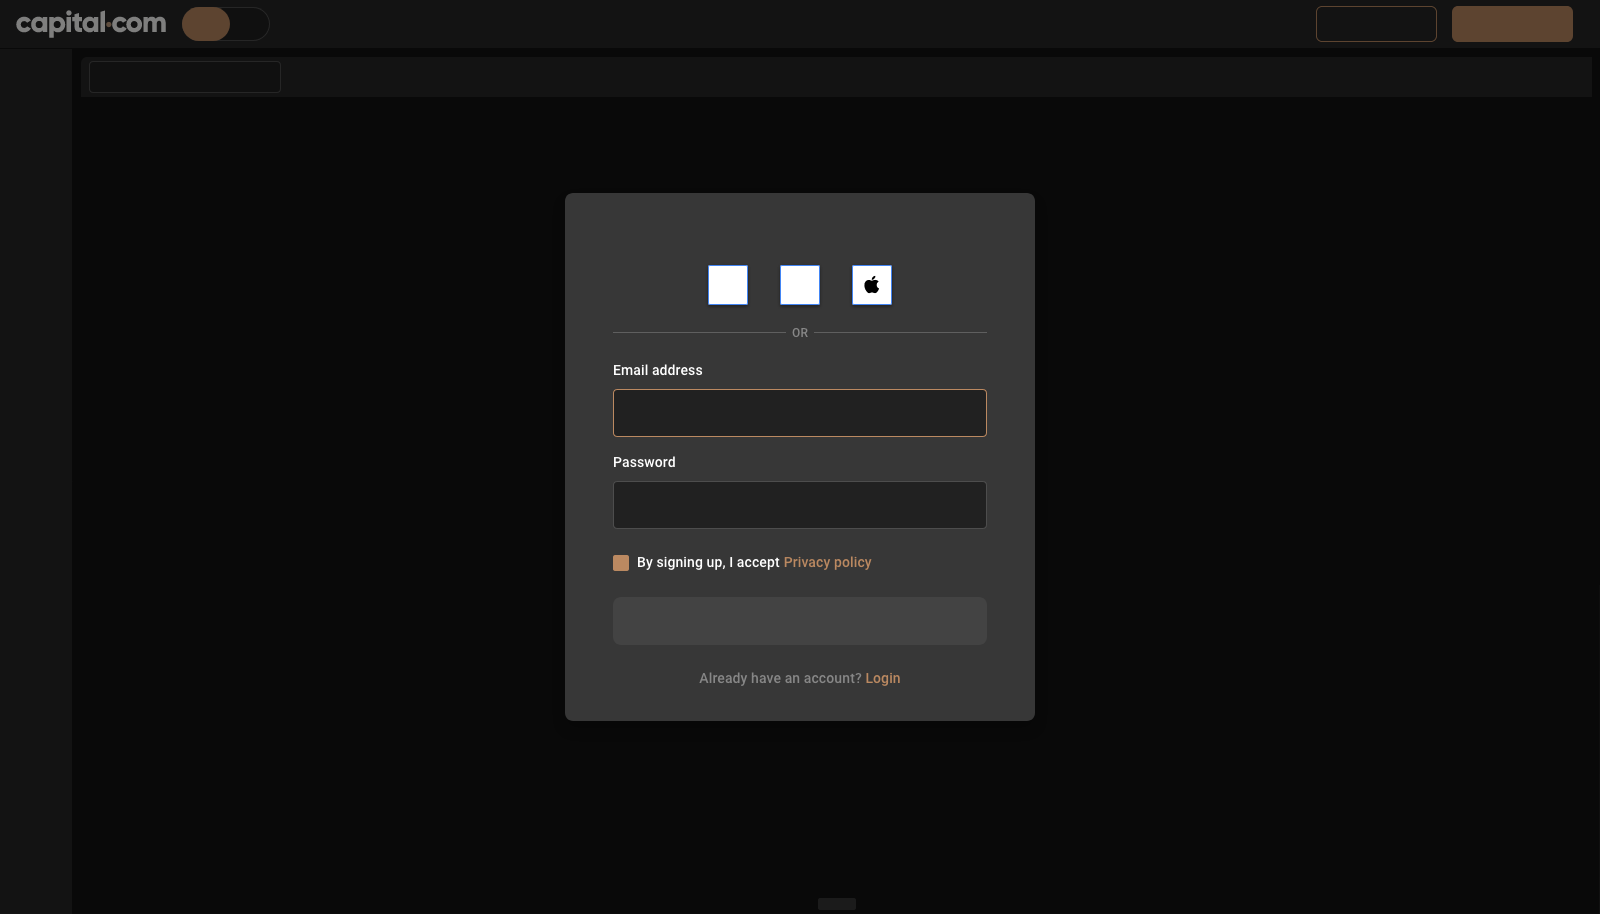 capital.com
OR
Email address
Password
By signing up, I accept Privacy policy
Already have an account? Login